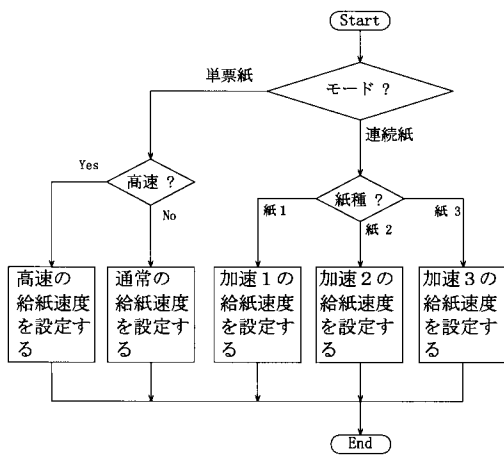 Start
モード ?
単票紙
連続紙
Yes
高速 ?
No
紙種 ?
紙1
紙 2
紙 3
高速の
給紙速度
を設定す
る
通常の
給紙速度
を設定す
る
加速1の
給紙速度
を設定す
る
加速2の
給紙速度
を設定す
る
加速3の
給紙速度
を設定す
る
End